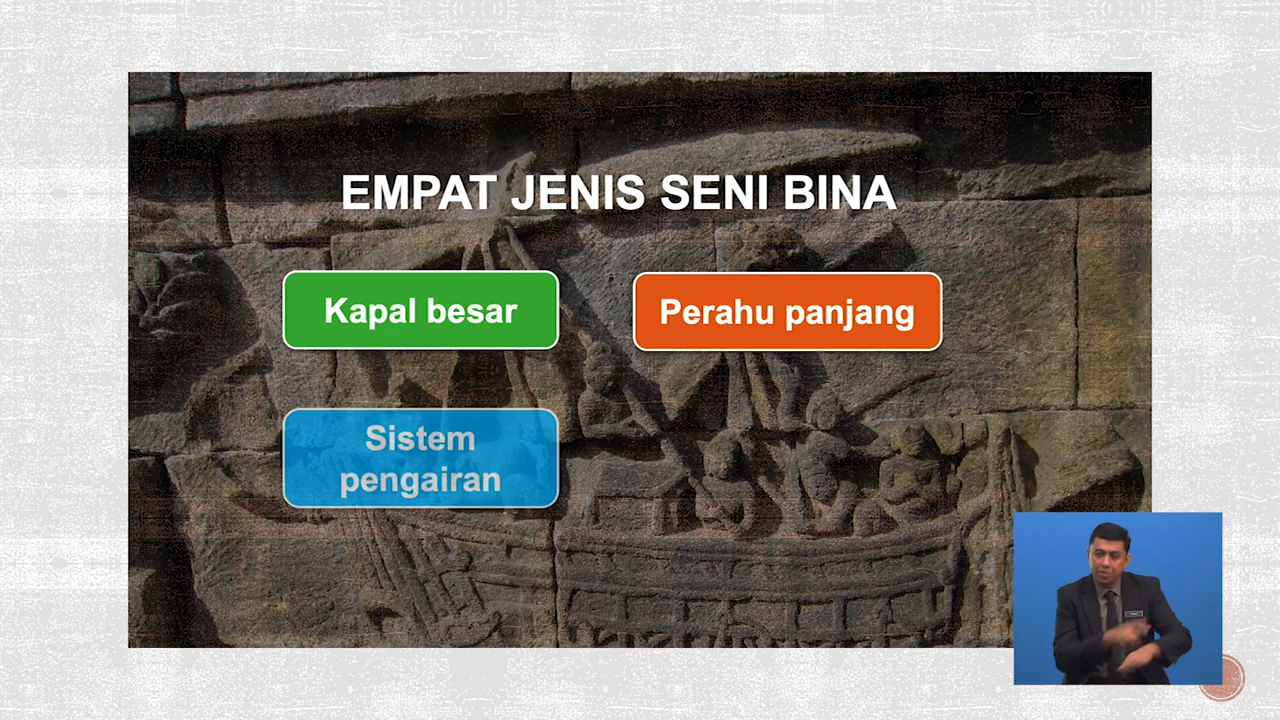 EMPAT JENIS SENI BINA
Kapal besar
Perahu panjang
Sistem
pengairan